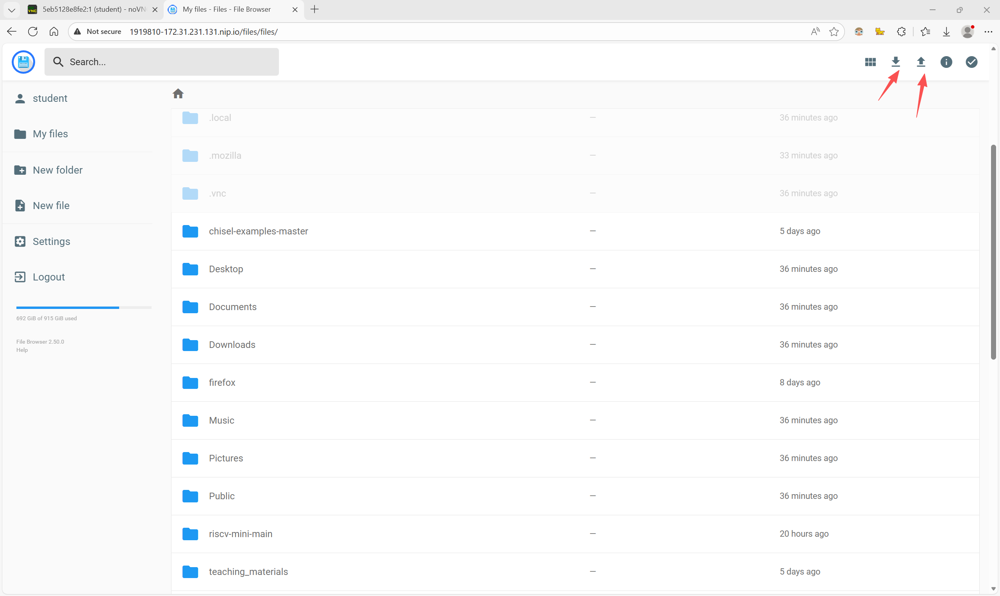 5eb5128e8fe2:1 (student) - noVN
My files - Files - File Browser
Not secure
1919810-172.31.231.131.nip.io/files/files/
Search...
student
My files
New folder
New file
Settings
Logout
692 GiB of 915 GiB used
File Browser 2.50.0
Help
.local — 36 minutes ago
.mozilla — 33 minutes ago
.vnc — 36 minutes ago
chisel-examples-master — 5 days ago
Desktop — 36 minutes ago
Documents — 36 minutes ago
Downloads — 36 minutes ago
firefox — 8 days ago
Music — 36 minutes ago
Pictures — 36 minutes ago
Public — 36 minutes ago
riscv-mini-main — 20 hours ago
teaching_materials — 5 days ago